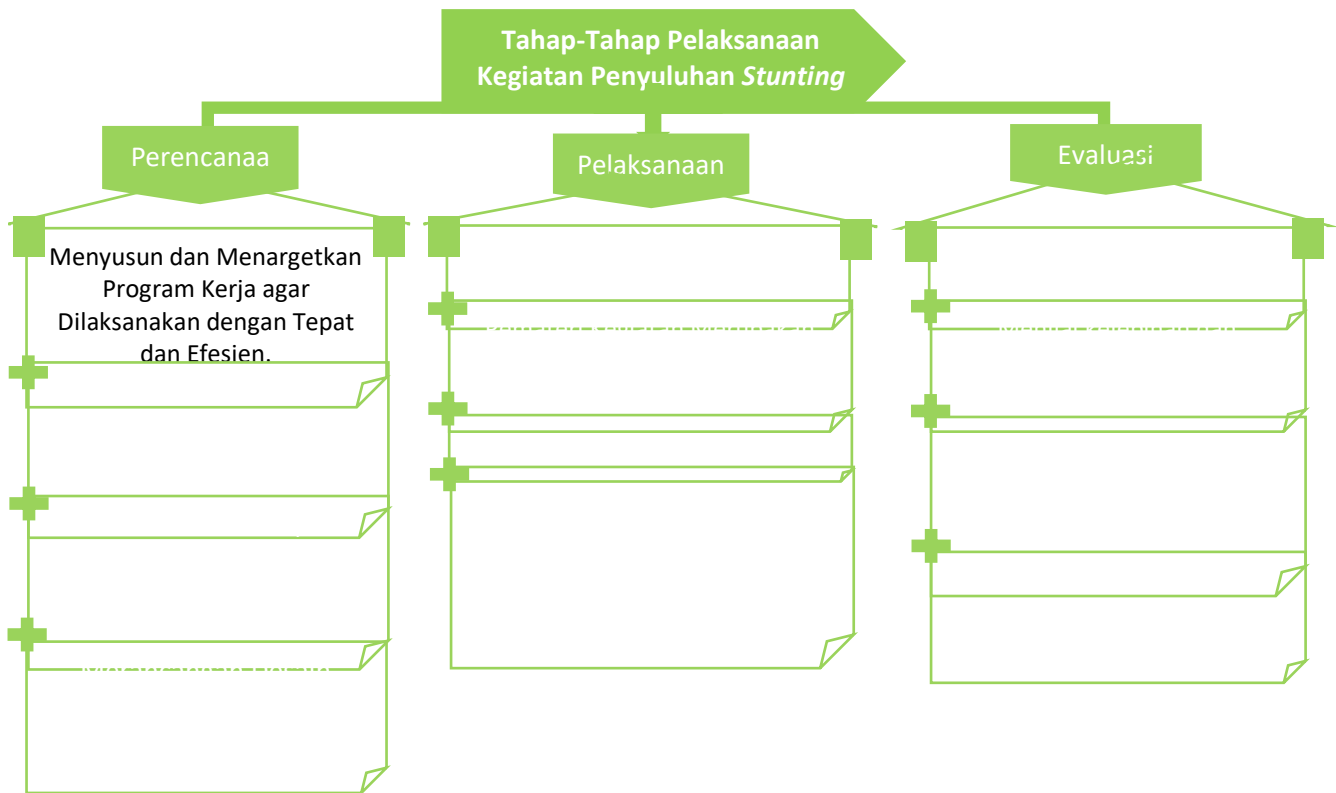 Tahap-Tahap Pelaksanaan
Kegiatan Penyuluhan Stunting
Perencanaa
Pelaksanaan
Evaluasi
Menyusun dan Menargetkan
Program Kerja agar
Dilaksanakan dengan Tepat
dan Efesien.